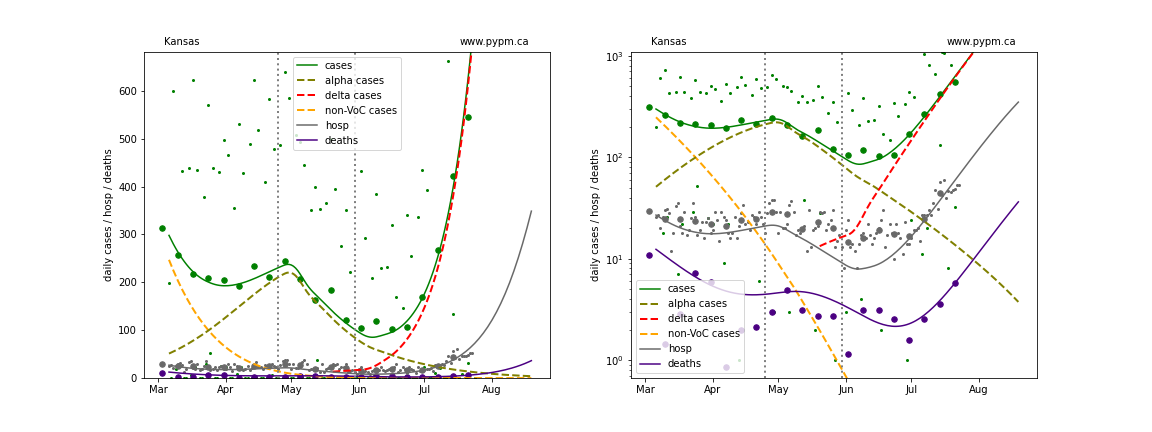 Kansas www.pypm.ca
daily cases / hosp / deaths
600
500
400
300
200
100
0
cases
alpha cases
delta cases
non-VoC cases
hosp
deaths
Mar Apr May Jun Jul Aug
Kansas www.pypm.ca
daily cases / hosp / deaths
10³
10²
10¹
10⁰
cases
alpha cases
delta cases
non-VoC cases
hosp
deaths
Mar Apr May Jun Jul Aug